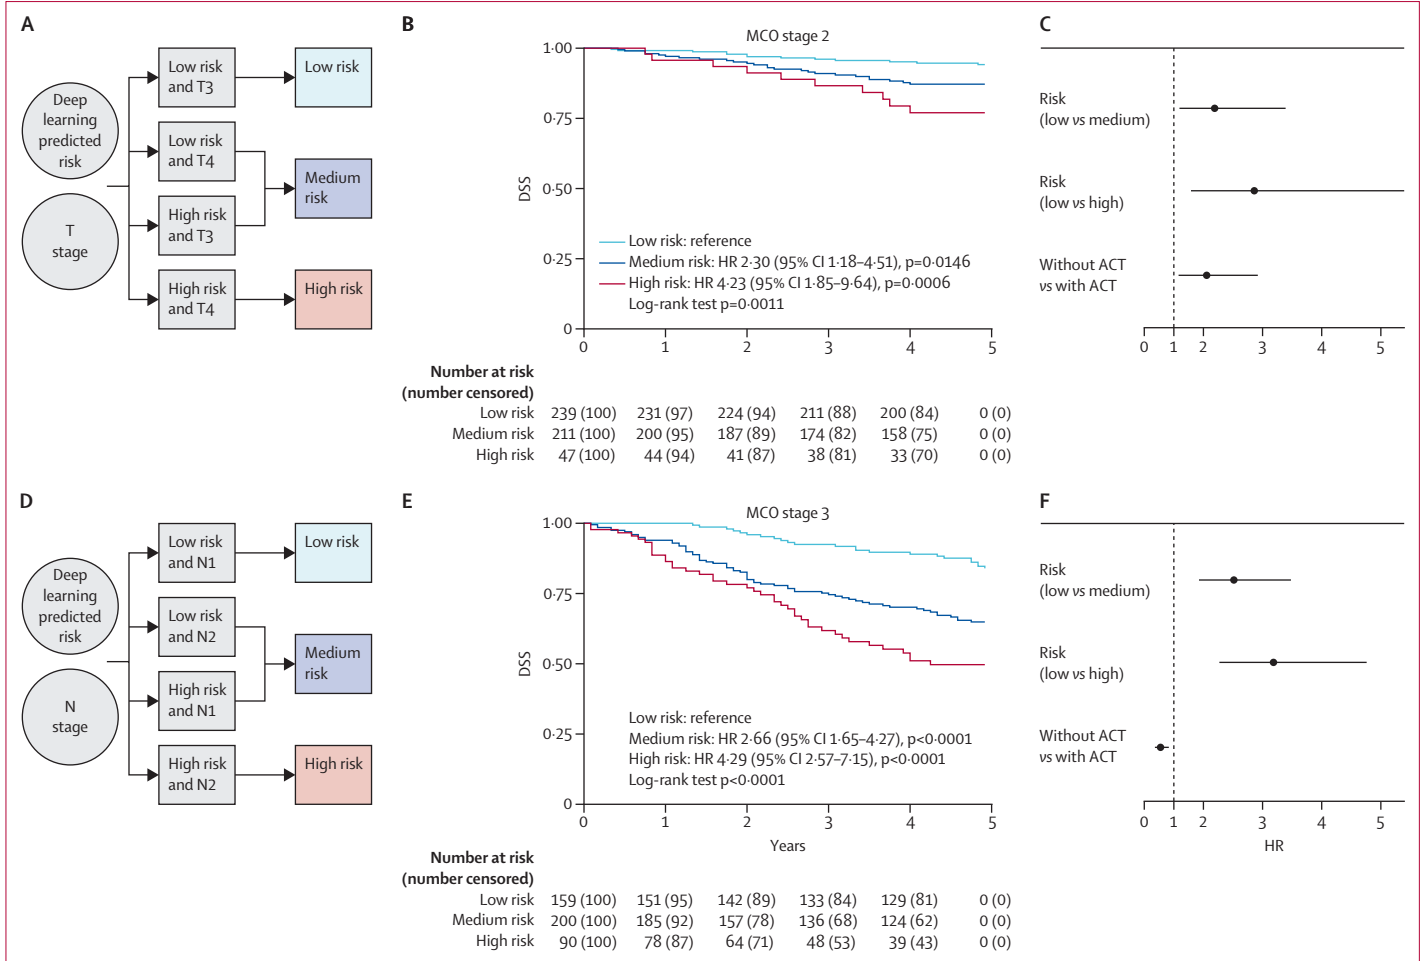 A
Deep
learning
predicted
risk
T
stage
Low risk
and T3
Low risk
and T4
High risk
and T3
High risk
and T4
Low risk
Medium
risk
High risk
B
MCO stage 2
DSS
1·00
0·75
0·50
0·25
0
Low risk: reference
Medium risk: HR 2·30 (95% CI 1·18–4·51), p=0·0146
High risk: HR 4·23 (95% CI 1·85–9·64), p=0·0006
Log-rank test p=0·0011
0 1 2 3 4 5
Number at risk
(number censored)
Low risk 239 (100) 231 (97) 224 (94) 211 (88) 200 (84) 0 (0)
Medium risk 211 (100) 200 (95) 187 (89) 174 (82) 158 (75) 0 (0)
High risk 47 (100) 44 (94) 41 (87) 38 (81) 33 (70) 0 (0)
C
Risk
(low vs medium)
Risk
(low vs high)
Without ACT
vs with ACT
0 1 2 3 4 5
D
Deep
learning
predicted
risk
N
stage
Low risk
and N1
Low risk
and N2
High risk
and N1
High risk
and N2
Low risk
Medium
risk
High risk
E
MCO stage 3
DSS
1·00
0·75
0·50
0·25
0
Low risk: reference
Medium risk: HR 2·66 (95% CI 1·65–4·27), p<0·0001
High risk: HR 4·29 (95% CI 2·57–7·15), p<0·0001
Log-rank test p<0·0001
0 1 2 3 4 5
Years
Number at risk
(number censored)
Low risk 159 (100) 151 (95) 142 (89) 133 (84) 129 (81) 0 (0)
Medium risk 200 (100) 185 (92) 157 (78) 136 (68) 124 (62) 0 (0)
High risk 90 (100) 78 (87) 64 (71) 48 (53) 39 (43) 0 (0)
F
Risk
(low vs medium)
Risk
(low vs high)
Without ACT
vs with ACT
0 1 2 3 4 5
HR